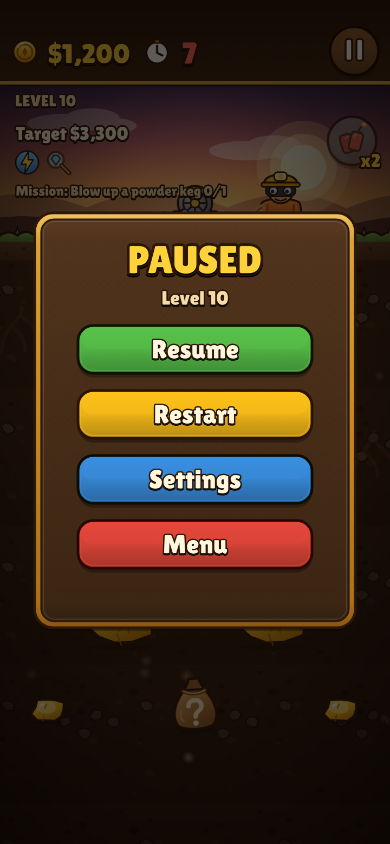 $1,200 7
LEVEL 10
Target $3,300
x2
Mission: Blow up a powder keg 0/1
PAUSED
Level 10
Resume
Restart
Settings
Menu
?